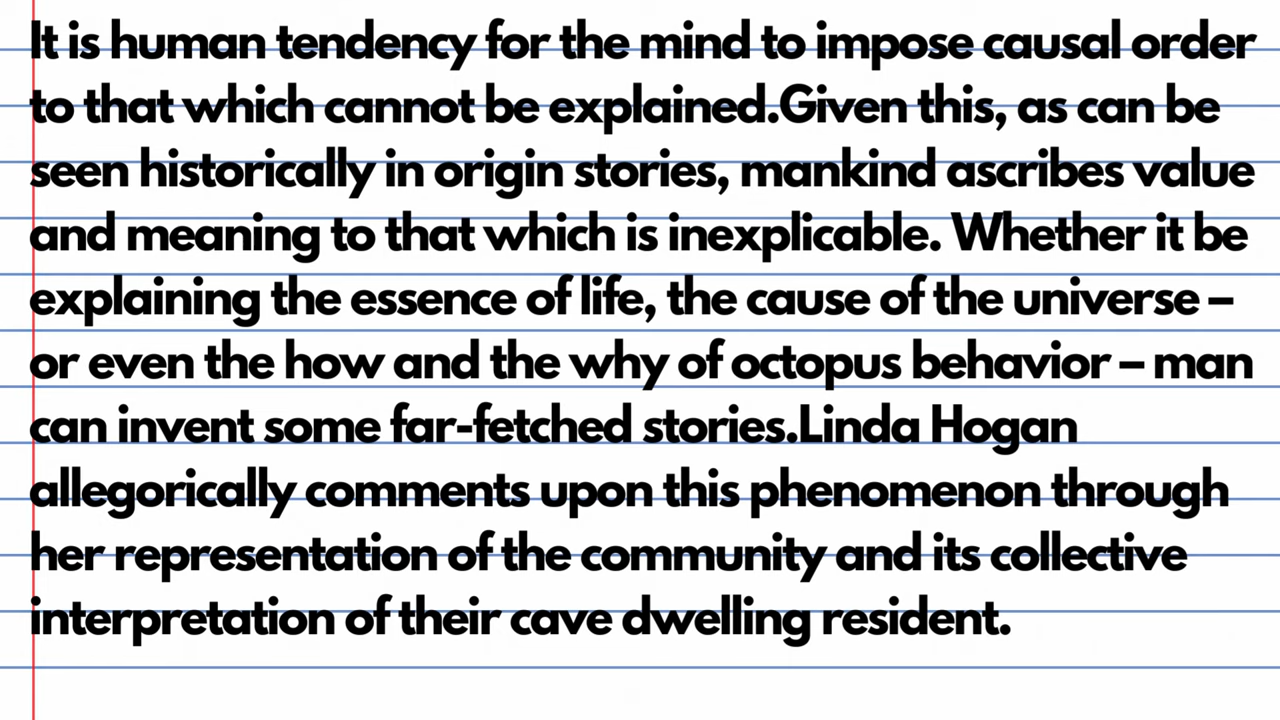 It is human tendency for the mind to impose causal order
to that which cannot be explained.Given this, as can be
seen historically in origin stories, mankind ascribes value
and meaning to that which is inexplicable. Whether it be
explaining the essence of life, the cause of the universe –
or even the how and the why of octopus behavior – man
can invent some far-fetched stories.Linda Hogan
allegorically comments upon this phenomenon through
her representation of the community and its collective
interpretation of their cave dwelling resident.